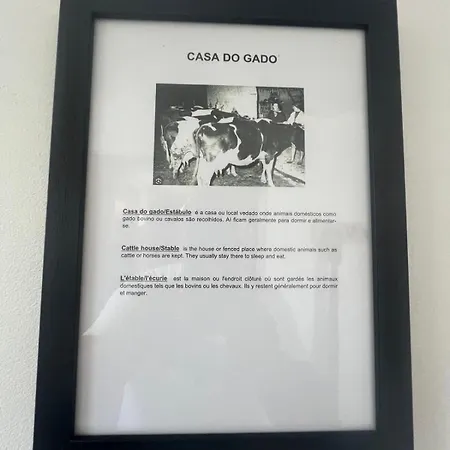 CASA DO GADO
Casa do gado/Estábulo é a casa ou local vedado onde animais domésticos como
gado bovino ou cavalos são recolhidos. Aí ficam geralmente para dormir e alimentar-
se.
Cattle house/Stable is the house or fenced place where domestic animals such as
cattle or horses are kept. They usually stay there to sleep and eat.
L'étable/l'écurie est la maison ou l'endroit clôturé où sont gardés les animaux
domestiques tels que les bovins ou les chevaux. Ils y restent généralement pour dormir
et manger.